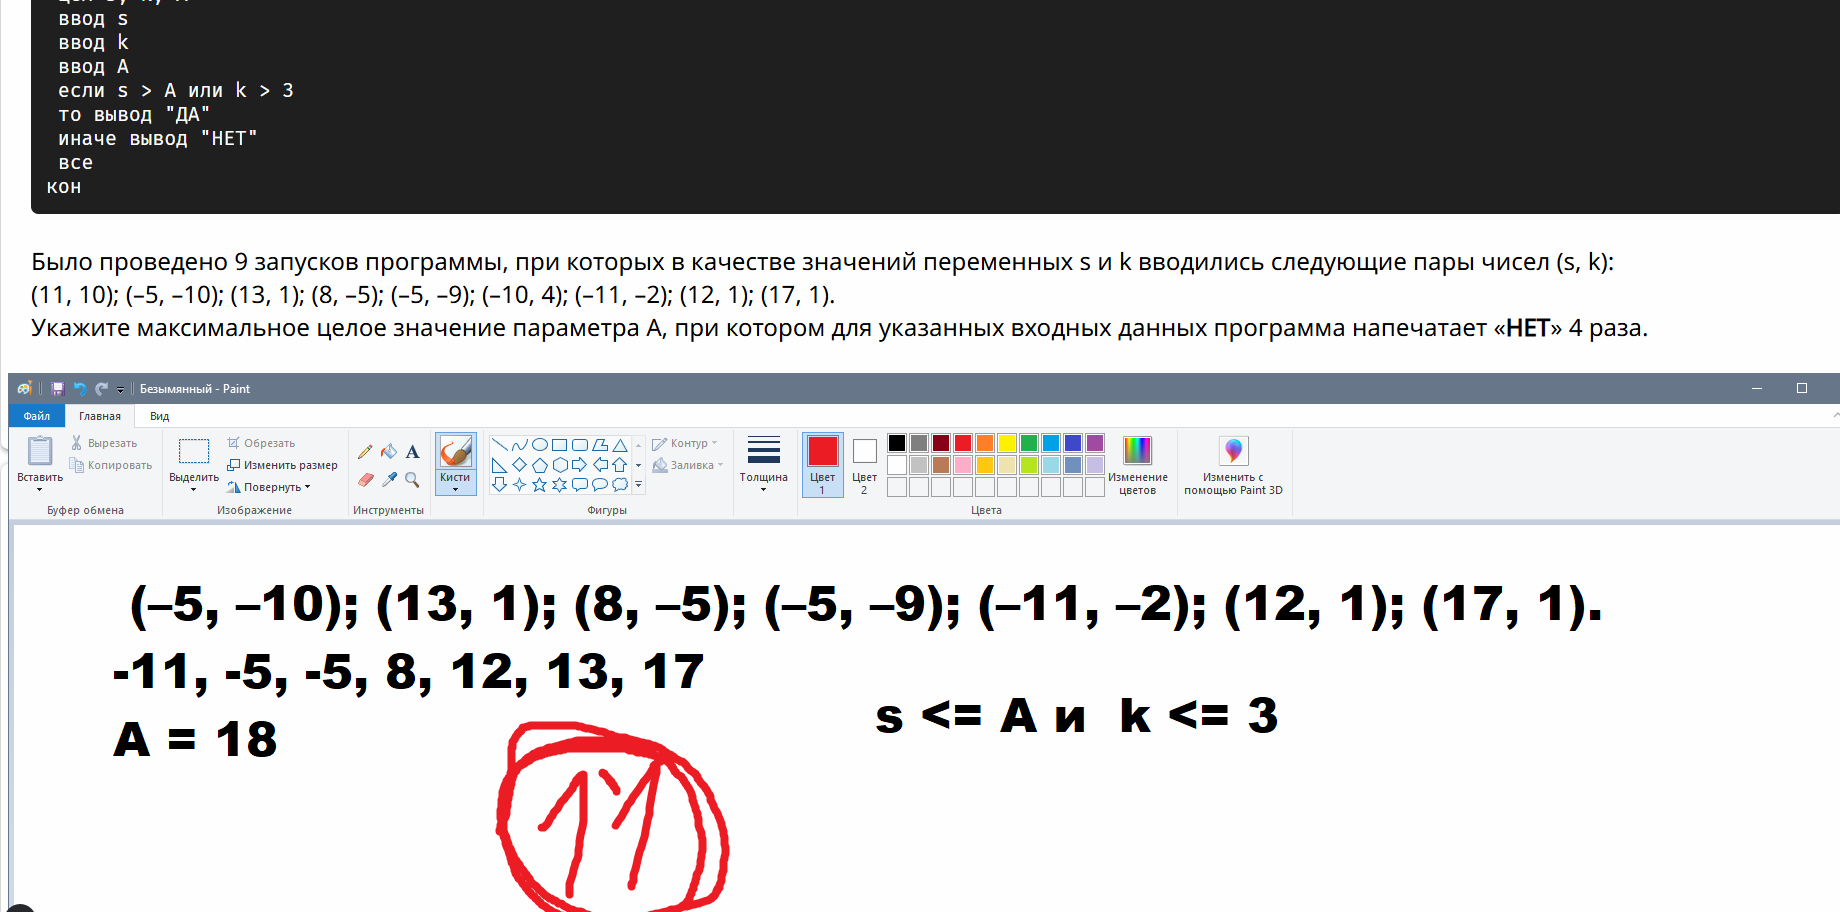 ввод s
ввод k
ввод A
если s > A или k > 3
то вывод "ДА"
иначе вывод "НЕТ"
все
кон
Было проведено 9 запусков программы, при которых в качестве значений переменных s и k вводились следующие пары чисел (s, k):
(11, 10); (–5, –10); (13, 1); (8, –5); (–5, –9); (–10, 4); (–11, –2); (12, 1); (17, 1).
Укажите максимальное целое значение параметра A, при котором для указанных входных данных программа напечатает «НЕТ» 4 раза.
Безымянный - Paint
Файл Главная Вид
Вставить
Вырезать
Копировать
Буфер обмена
Выделить
Обрезать
Изменить размер
Повернуть
Изображение
A
Инструменты
Кисти
Контур
Заливка
Фигуры
Толщина
Цвет 1
Цвет 2
Изменение цветов
Цвета
Изменить с помощью Paint 3D
(–5, –10); (13, 1); (8, –5); (–5, –9); (–11, –2); (12, 1); (17, 1).
-11, -5, -5, 8, 12, 13, 17
s <= A и k <= 3
A = 18
11